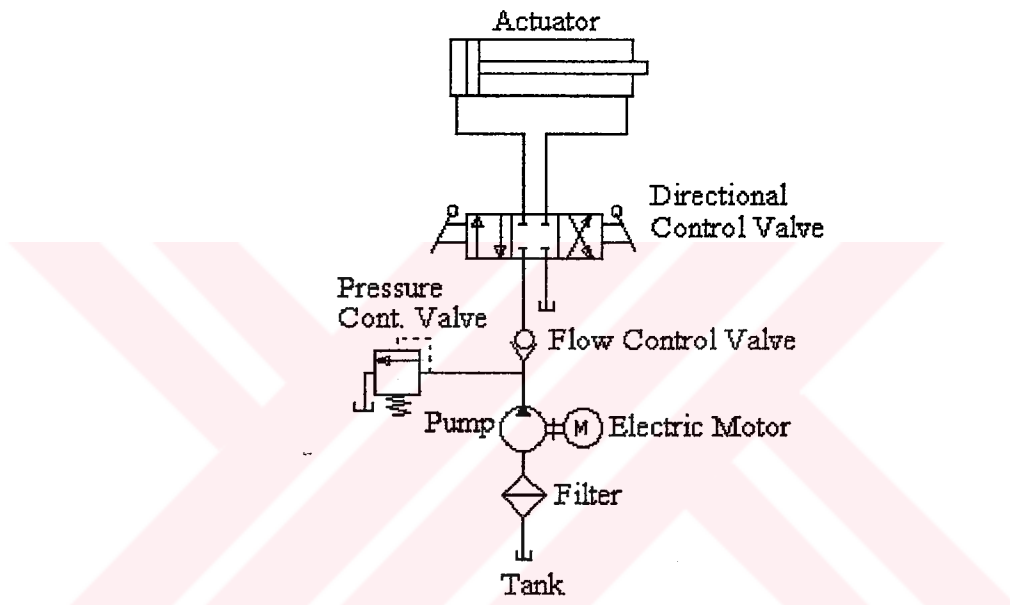 Actuator
Directional
Control Valve
Pressure
Cont. Valve
Flow Control Valve
Pump
M
Electric Motor
Filter
Tank